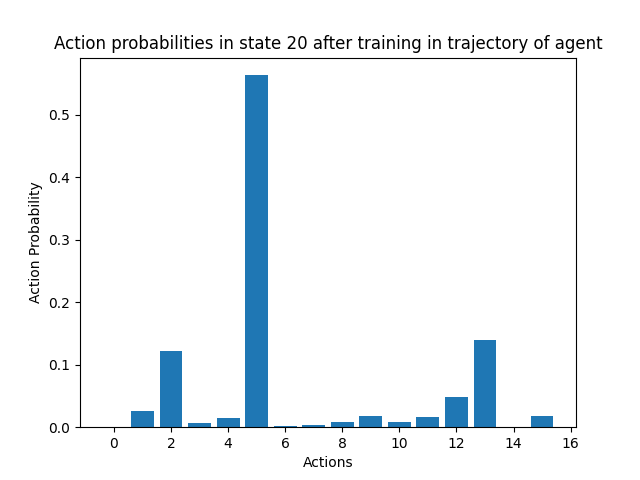 Action probabilities in state 20 after training in trajectory of agent
0.5
0.4
0.3
0.2
0.1
0.0
Action Probability
0 2 4 6 8 10 12 14 16
Actions